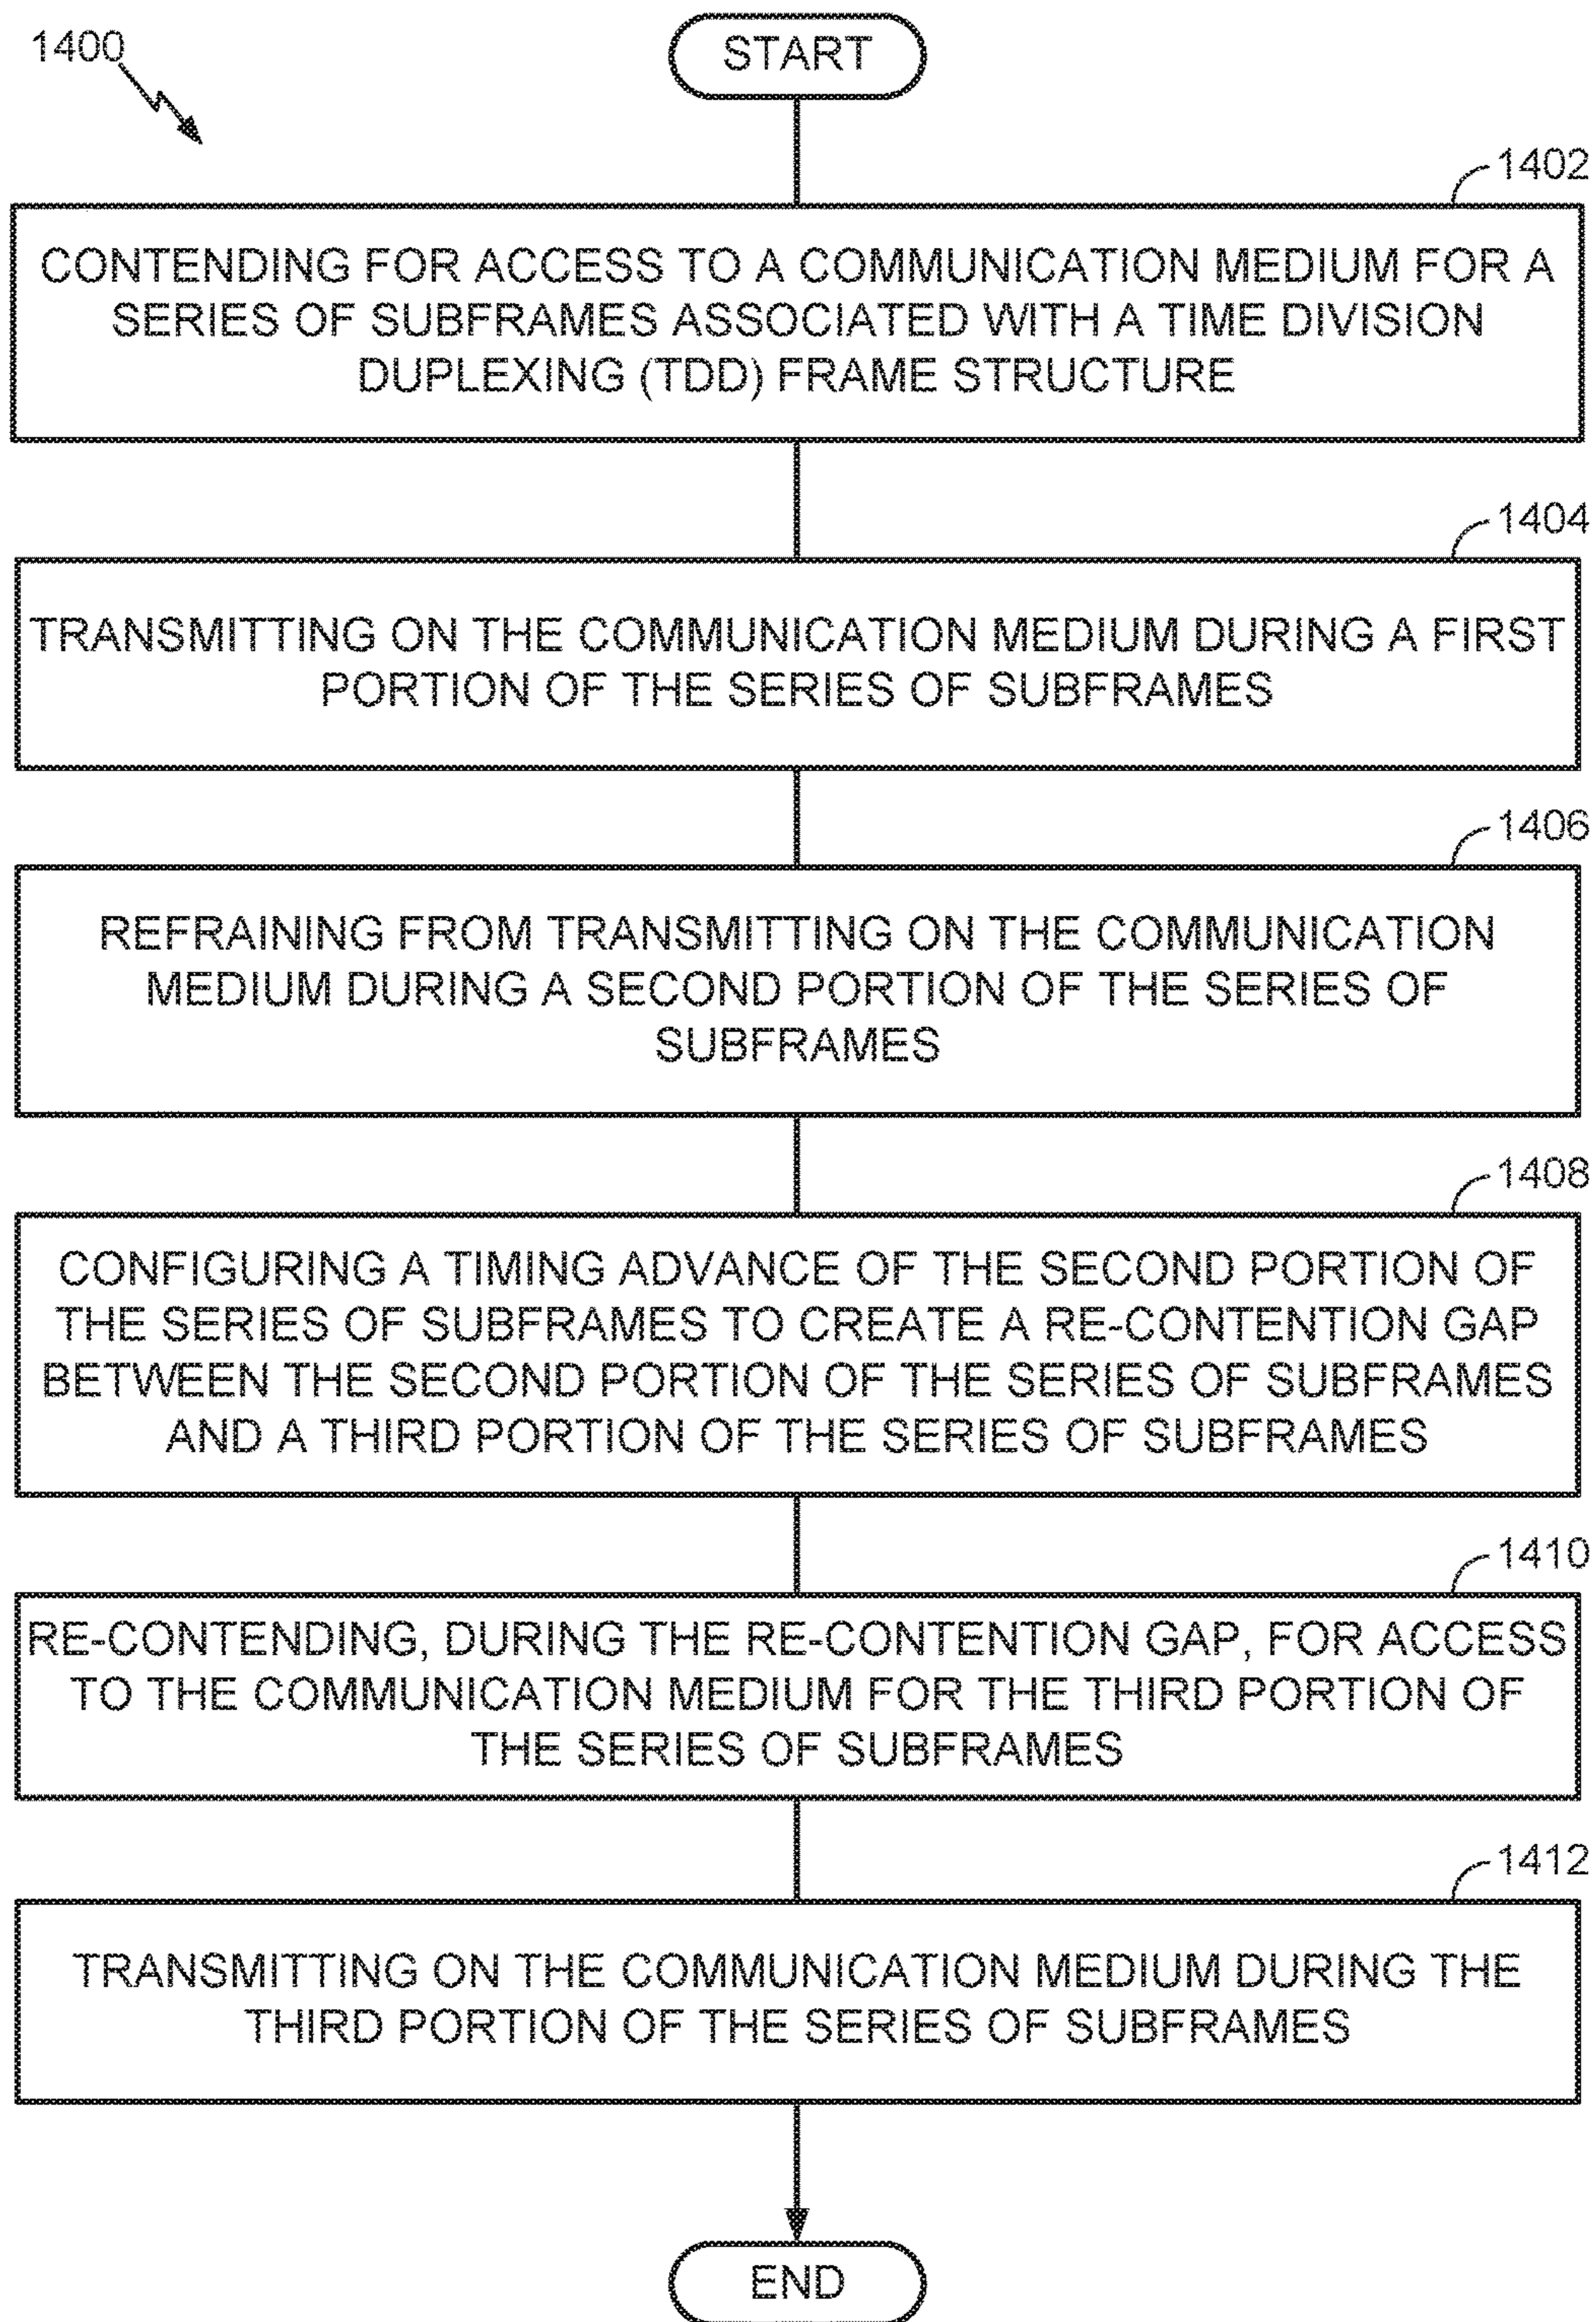 1400
START
1402
CONTENDING FOR ACCESS TO A COMMUNICATION MEDIUM FOR A
SERIES OF SUBFRAMES ASSOCIATED WITH A TIME DIVISION
DUPLEXING (TDD) FRAME STRUCTURE
1404
TRANSMITTING ON THE COMMUNICATION MEDIUM DURING A FIRST
PORTION OF THE SERIES OF SUBFRAMES
1406
REFRAINING FROM TRANSMITTING ON THE COMMUNICATION
MEDIUM DURING A SECOND PORTION OF THE SERIES OF
SUBFRAMES
1408
CONFIGURING A TIMING ADVANCE OF THE SECOND PORTION OF
THE SERIES OF SUBFRAMES TO CREATE A RE-CONTENTION GAP
BETWEEN THE SECOND PORTION OF THE SERIES OF SUBFRAMES
AND A THIRD PORTION OF THE SERIES OF SUBFRAMES
1410
RE-CONTENDING, DURING THE RE-CONTENTION GAP, FOR ACCESS
TO THE COMMUNICATION MEDIUM FOR THE THIRD PORTION OF
THE SERIES OF SUBFRAMES
1412
TRANSMITTING ON THE COMMUNICATION MEDIUM DURING THE
THIRD PORTION OF THE SERIES OF SUBFRAMES
END